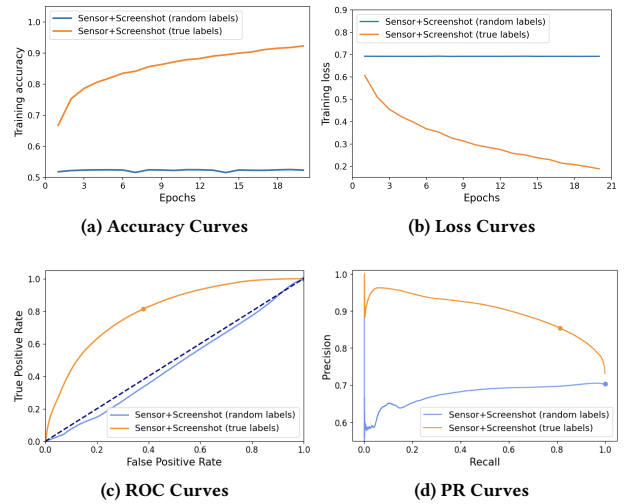 Sensor+Screenshot (random labels)
Sensor+Screenshot (true labels)
Training accuracy
1.0
0.9
0.8
0.7
0.6
0.5
3 6 9 12 15 18
Epochs
(a) Accuracy Curves
Sensor+Screenshot (random labels)
Sensor+Screenshot (true labels)
Training loss
0.9
0.8
0.7
0.6
0.5
0.4
0.3
0.2
3 6 9 12 15 18 21
Epochs
(b) Loss Curves
True Positive Rate
1.0
0.8
0.6
0.4
0.2
0.0
Sensor+Screenshot (random labels)
Sensor+Screenshot (true labels)
0.0 0.2 0.4 0.6 0.8 1.0
False Positive Rate
(c) ROC Curves
Precision
1.0
0.9
0.8
0.7
0.6
Sensor+Screenshot (random labels)
Sensor+Screenshot (true labels)
0.0 0.2 0.4 0.6 0.8 1.0
Recall
(d) PR Curves